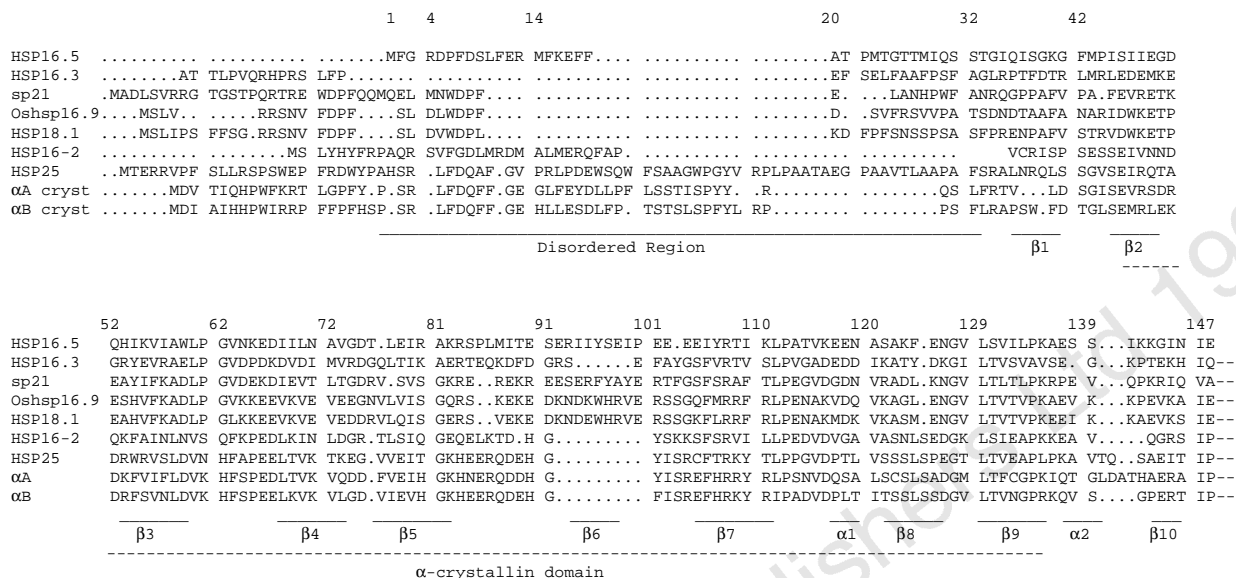 1 4 14 20 32 42
HSP16.5 ..........................MFG RDPFDSLFER MFKEFF.... .......... .........AT PMTGTTMIQS STGIQISGKG FMPISIIEGD
HSP16.3 ........AT TLPVQRHPRS LFP....... .......... .......... .........EF SELFAAFPSF AGLRPTFDTR LMRLEDEMKE
sp21 .MADLSVRRG TGSTPQRTRE WDPFQQMQEL MNWDPF.... .......... .........E. ..LANHPWF ANRQGPPAFV PA.FEVRETK
Oshsp16.9 ....MSLV.. ....RRSNV FDPF...SL DLWDPF.... .......... .........D. ..SVFRSVVPA TSDNDTAAFA NARIDWKETP
HSP18.1 ....MSLIPS FFSG.RRSNV FDPF...SL DVWDPL.... .......... .........KD FPFSNSSPSA SFPRENPAFV STRVDWKETP
HSP16-2 .......... ........MS LYHYFRPAQR SVFGDLMRDM ALMERQFAP. .......... .......... VCRISP SESSEIVNND
HSP25 ...MTERRVPF SLLRSPSWEP FRDWYPAHSR .LFDQAF.GV PRLPDEWSQW FSAAGWPGYV RPLPAATAEG PAAVTLAAPA FSRALNRQLS SGVSEIRQTA
αA cryst .......MDV TIQHPWFKRT LGPFY.P.SR .LFDQFF.GE GLFEYDLLPF LSSTISPYY. .R........ ........QS LFRTV...LD SGISEVRSDR
αB cryst .......MDI AIHHPWIRRP FFPFHSP.SR .LFDQFF.GE HLLESDLFP. TSTSLSPFYL RP........ ........PS FLRAPSW.FD TGLSEMRLEK
Disordered Region β1 β2
52 62 72 81 91 101 110 120 129 139 147
HSP16.5 QHIKVIAWLP GVNKEDIILN AVGDT.LEIR AKRSPLMITE SERIIYSEIP EE.EEIYRTI KLPATVKEEN ASAKF.ENGV LSVILPKAES S...IKKGIN IE
HSP16.3 GRYEVRAELP GVDPDKDVDI MVRDGQLTIK AERTEQKDFD GRS......E FAYGSFVRTV SLPVGADEDD IKATY.DKGI LTVSVAVSE. .G...KPTEKH IQ--
sp21 EAYIFKADLP GVDEKDIEVT LTGDRV.SVS GKRE..REKR EESERFYAYE RTFGSFSRAF TLPEGVDGDN VRADL.KNGV LTLTLPKRPE V...QPKRIQ VA--
Oshsp16.9 ESHVFKADLP GVKKEEVKVE VEEGNVLVIS GQRS..KEKE DKNDKWHRVE RSSGQFMRRF RLPENAKVDQ VKAGL.ENGV LTVTVPKAEV K...KPEVKA IE--
HSP18.1 EAHVFKADLP GLKKEEVKVE VEDDRVLQIS GERS..VEKE DKNDEWHRVE RSSGKFLRRF RLPENAKMDK VKASM.ENGV LTVTVPKEEI K...KAEVKS IE--
HSP16-2 QKFAINLNVS QFKPEDLKIN LDGR.TLSIQ GEQELKTD.H G......... YSKKSFSRVI LLPEDVDVGA VASNLSEDGK LSIEAPKKEA V.....QGRS IP--
HSP25 DRWRVSLDVN HFAPEELTVK TKEG.VVEIT GKHEERQDEH G......... YISRCFTRKY TLPPGVDPTL VSSSLSPEGT LTVEAPLPKA VTQ..SAEIT IP--
αA DKFVIFLDVK HFSPEDLTVK VQDD.FVEIH GKHNERQDDH G......... YISREFHRRY RLPSNVDQSA LSCSLSADGM LTFCGPKIQT GLDATHAERA IP--
αB DRFSVNLDVK HFSPEELKVK VLGD.VIEVH GKHEERQDEH G......... FISREFHRKY RIPADVDPLT ITSSLSSDGV LTVNGPRKQV S....GPERT IP--
β3 β4 β5 β6 β7 α1 β8 β9 α2 β10
α-crystallin domain